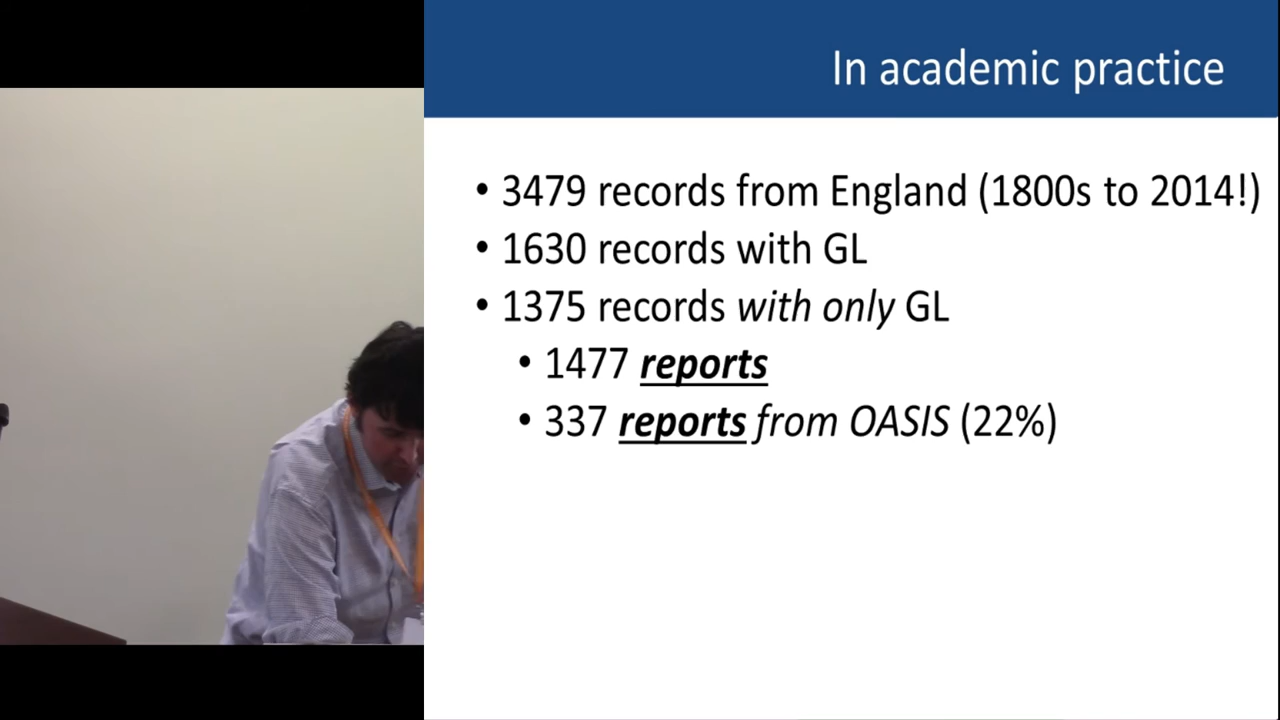 In academic practice
• 3479 records from England (1800s to 2014!)
• 1630 records with GL
• 1375 records with only GL
• 1477 reports
• 337 reports from OASIS (22%)